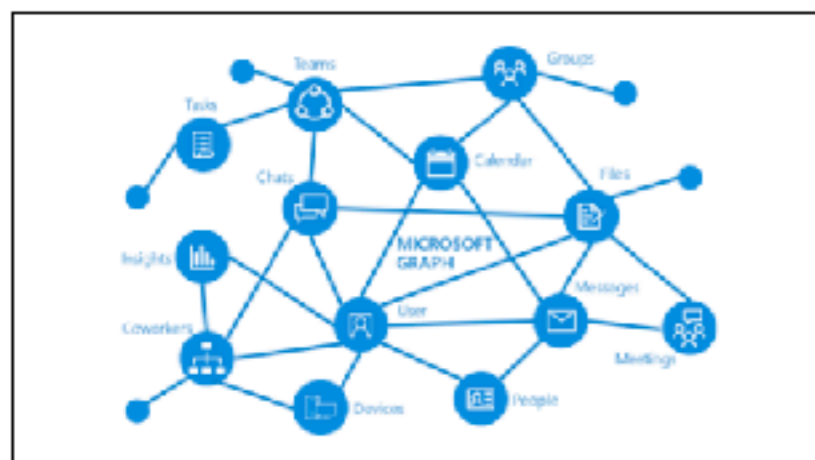 Teams
Groups
Tasks
Calendar
Chats
Files
MICROSOFT
GRAPH
Insights
Messages
User
Coworkers
Meetings
Devices
People